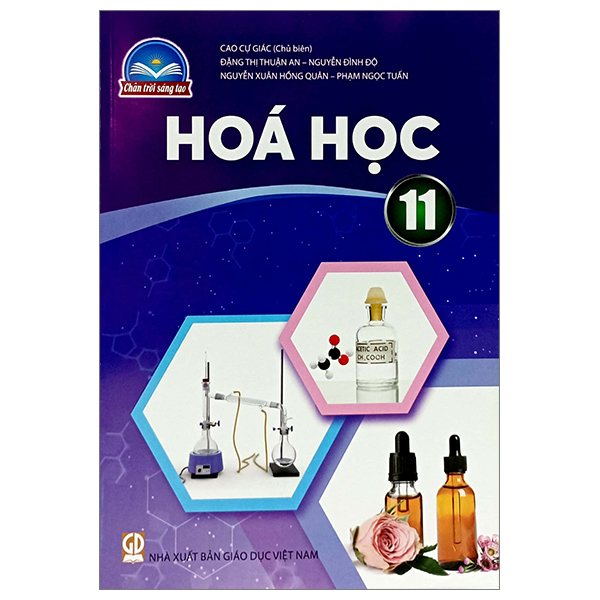 CAO CỰ GIÁC (Chủ biên)
ĐẶNG THỊ THUẬN AN – NGUYỄN ĐÌNH ĐỘ
NGUYỄN XUÂN HỒNG QUÂN – PHẠM NGỌC TUẤN
Chân trời sáng tạo
HOÁ HỌC
11
ACETIC ACID
CH₃COOH
GD
NHÀ XUẤT BẢN GIÁO DỤC VIỆT NAM